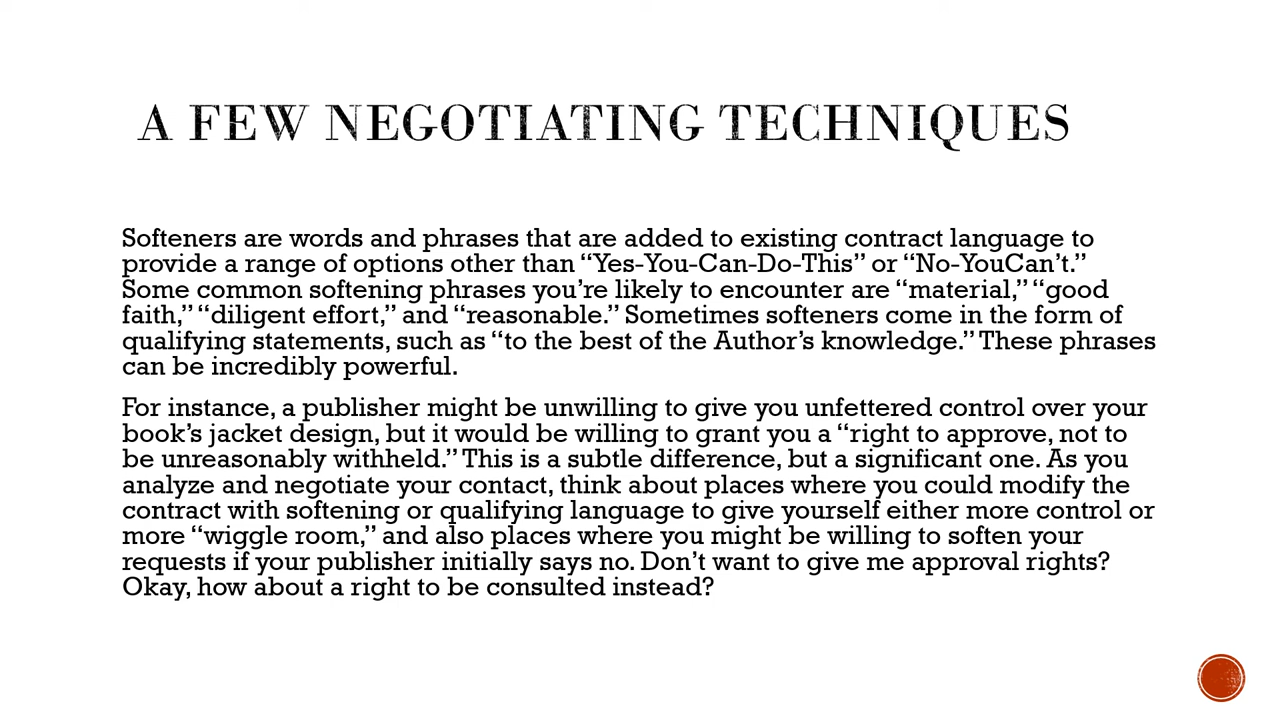 A FEW NEGOTIATING TECHNIQUES
Softeners are words and phrases that are added to existing contract language to
provide a range of options other than “Yes-You-Can-Do-This” or “No-YouCan’t.”
Some common softening phrases you’re likely to encounter are “material,” “good
faith,” “diligent effort,” and “reasonable.” Sometimes softeners come in the form of
qualifying statements, such as “to the best of the Author’s knowledge.” These phrases
can be incredibly powerful.
For instance, a publisher might be unwilling to give you unfettered control over your
book’s jacket design, but it would be willing to grant you a “right to approve, not to
be unreasonably withheld.” This is a subtle difference, but a significant one. As you
analyze and negotiate your contact, think about places where you could modify the
contract with softening or qualifying language to give yourself either more control or
more “wiggle room,” and also places where you might be willing to soften your
requests if your publisher initially says no. Don’t want to give me approval rights?
Okay, how about a right to be consulted instead?